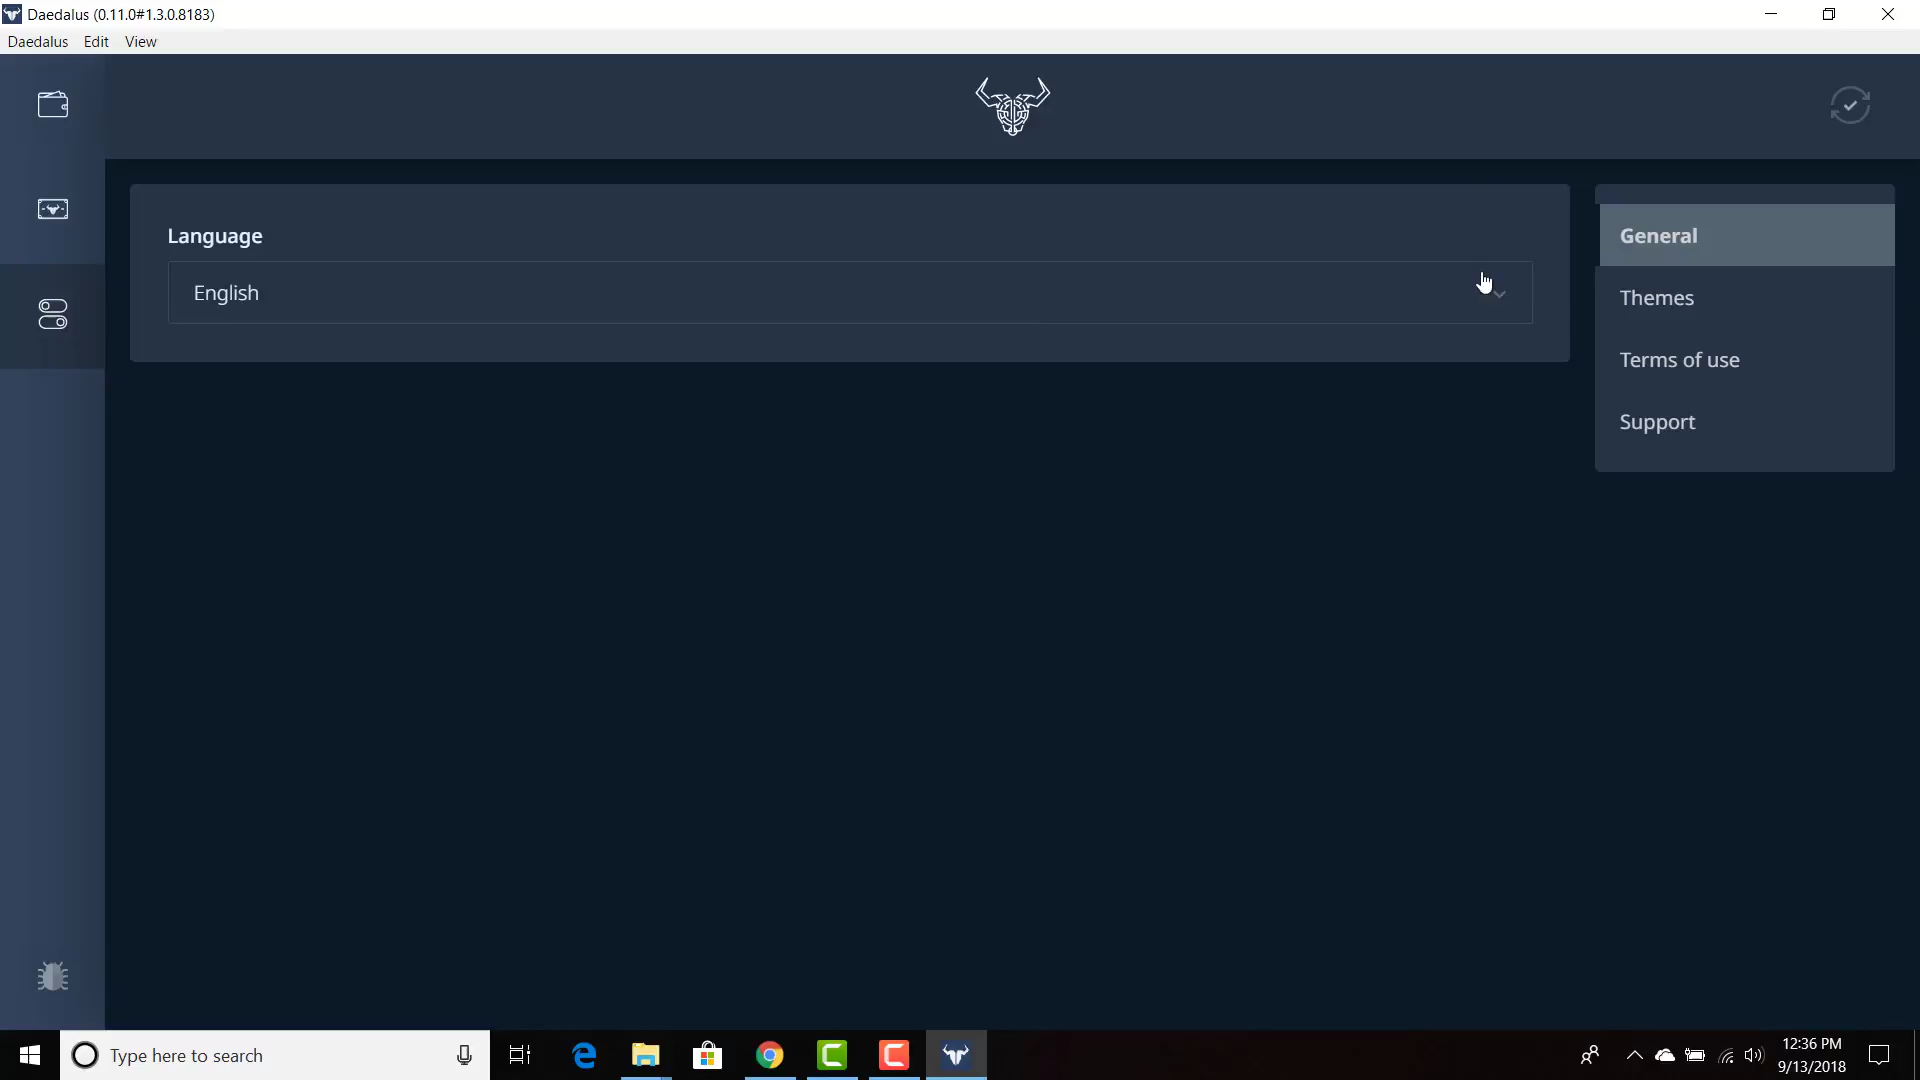 Daedalus (0.11.0#1.3.0.8183)
Daedalus Edit View
Language
English
General
Themes
Terms of use
Support
Type here to search
12:36 PM
9/13/2018